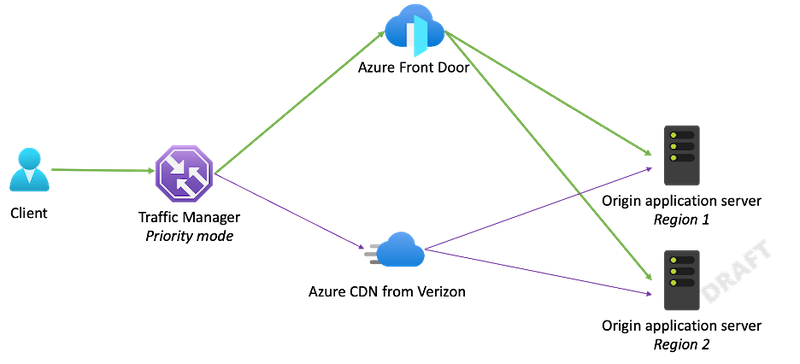 Azure Front Door
Client
Traffic Manager
Priority mode
Azure CDN from Verizon
Origin application server
Region 1
Origin application server
Region 2
DRAFT